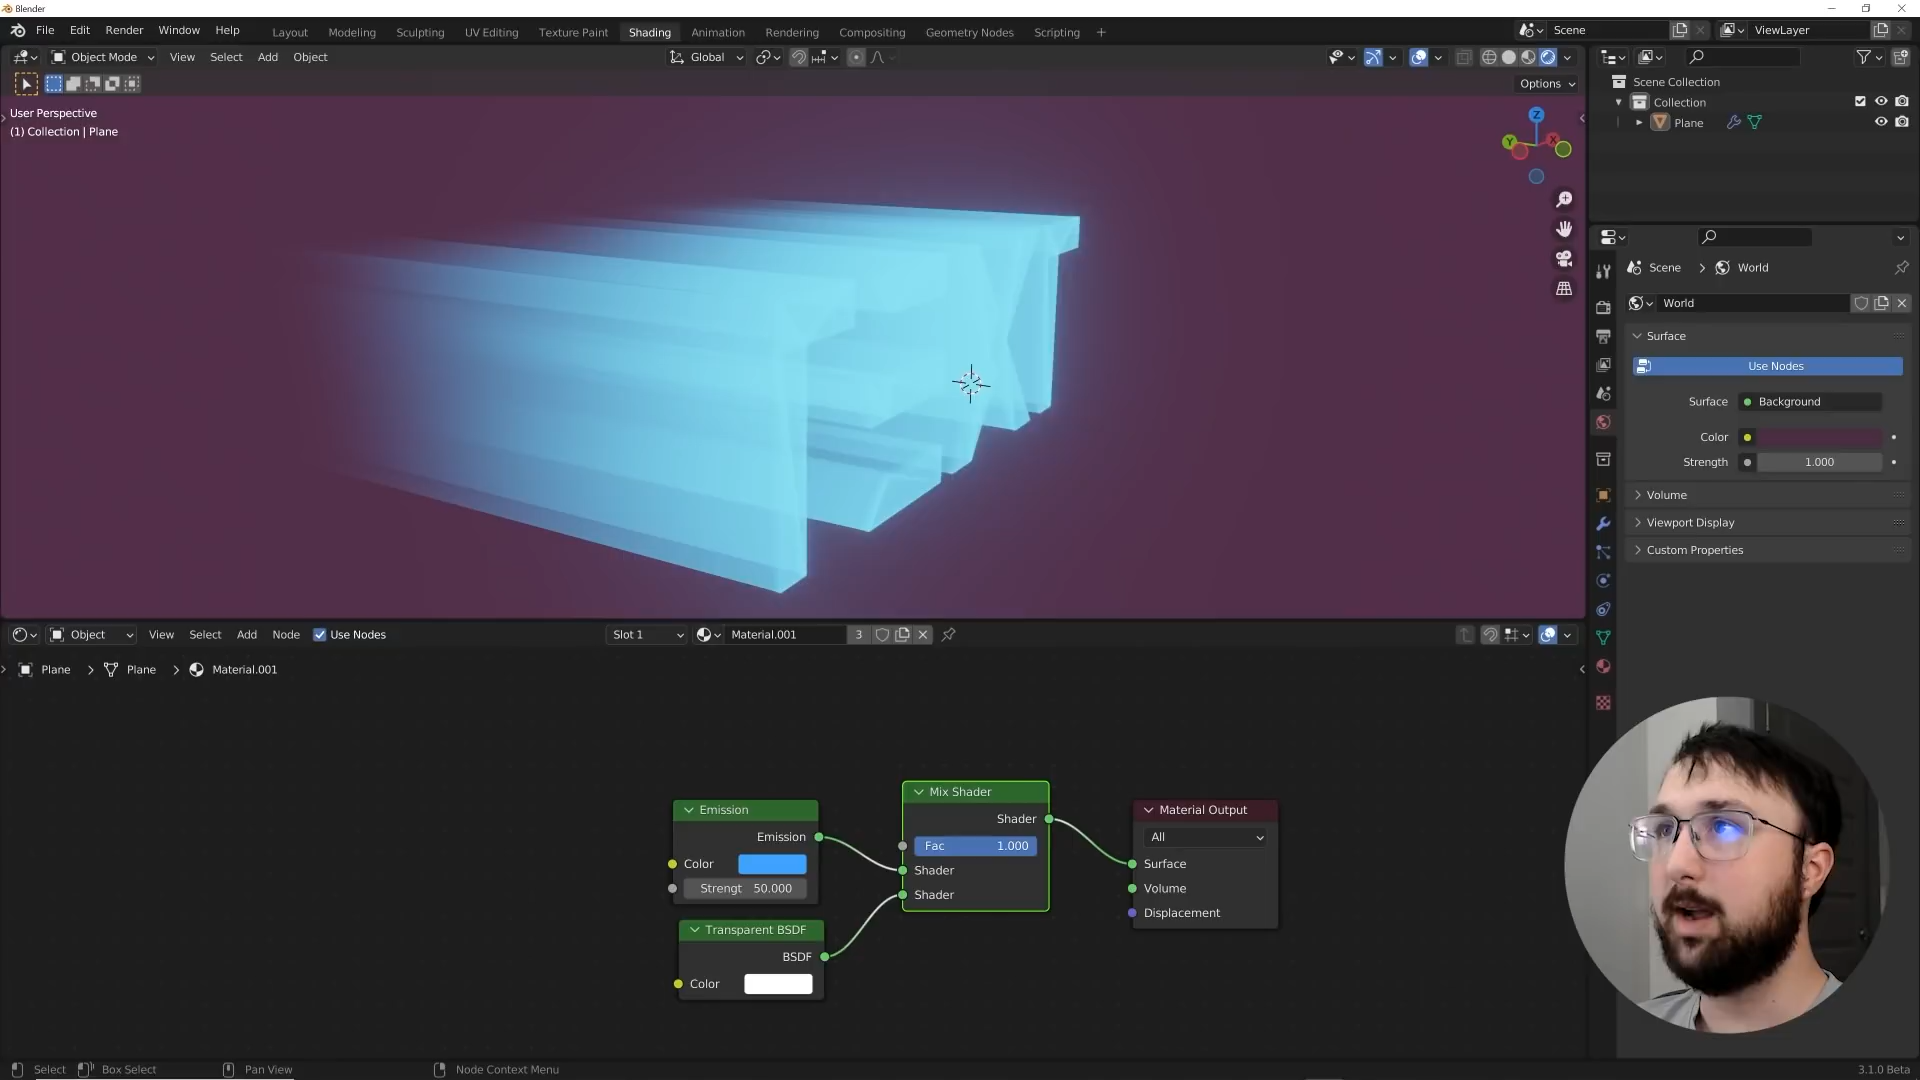 Blender
File Edit Render Window Help Layout Modeling Sculpting UV Editing Texture Paint Shading Animation Rendering Compositing Geometry Nodes Scripting + Scene ViewLayer
Object Mode View Select Add Object Global
Options
User Perspective
(1) Collection | Plane
Z
Y
X
Scene Collection
Collection
Plane
Scene > World
World
Surface
Use Nodes
Surface Background
Color
Strength 1.000
Volume
Viewport Display
Custom Properties
Object View Select Add Node Use Nodes Slot 1 Material.001 3
Plane > Plane > Material.001
Emission
Emission
Color
Strengt 50.000
Transparent BSDF
BSDF
Color
Mix Shader
Shader
Fac 1.000
Shader
Shader
Material Output
All
Surface
Volume
Displacement
Select Box Select Pan View Node Context Menu 3.1.0 Beta